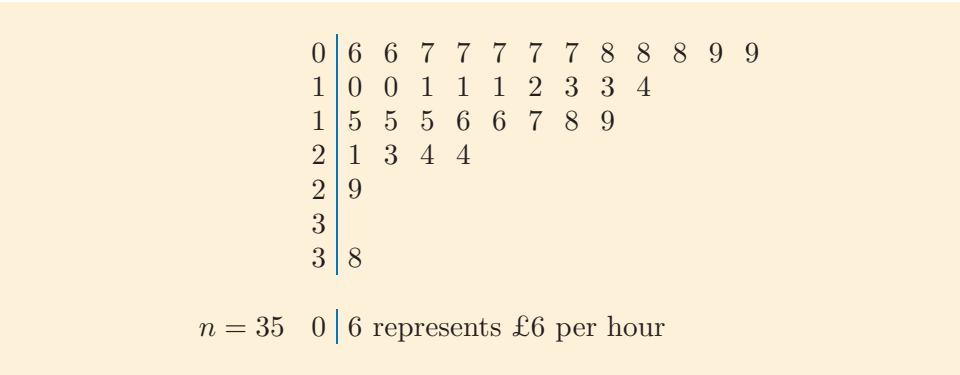 0 | 6 6 7 7 7 7 7 8 8 8 9 9
1 | 0 0 1 1 1 2 3 3 4
1 | 5 5 5 6 6 7 8 9
2 | 1 3 4 4
2 | 9
3 |
3 | 8
n = 35 0 | 6 represents £6 per hour